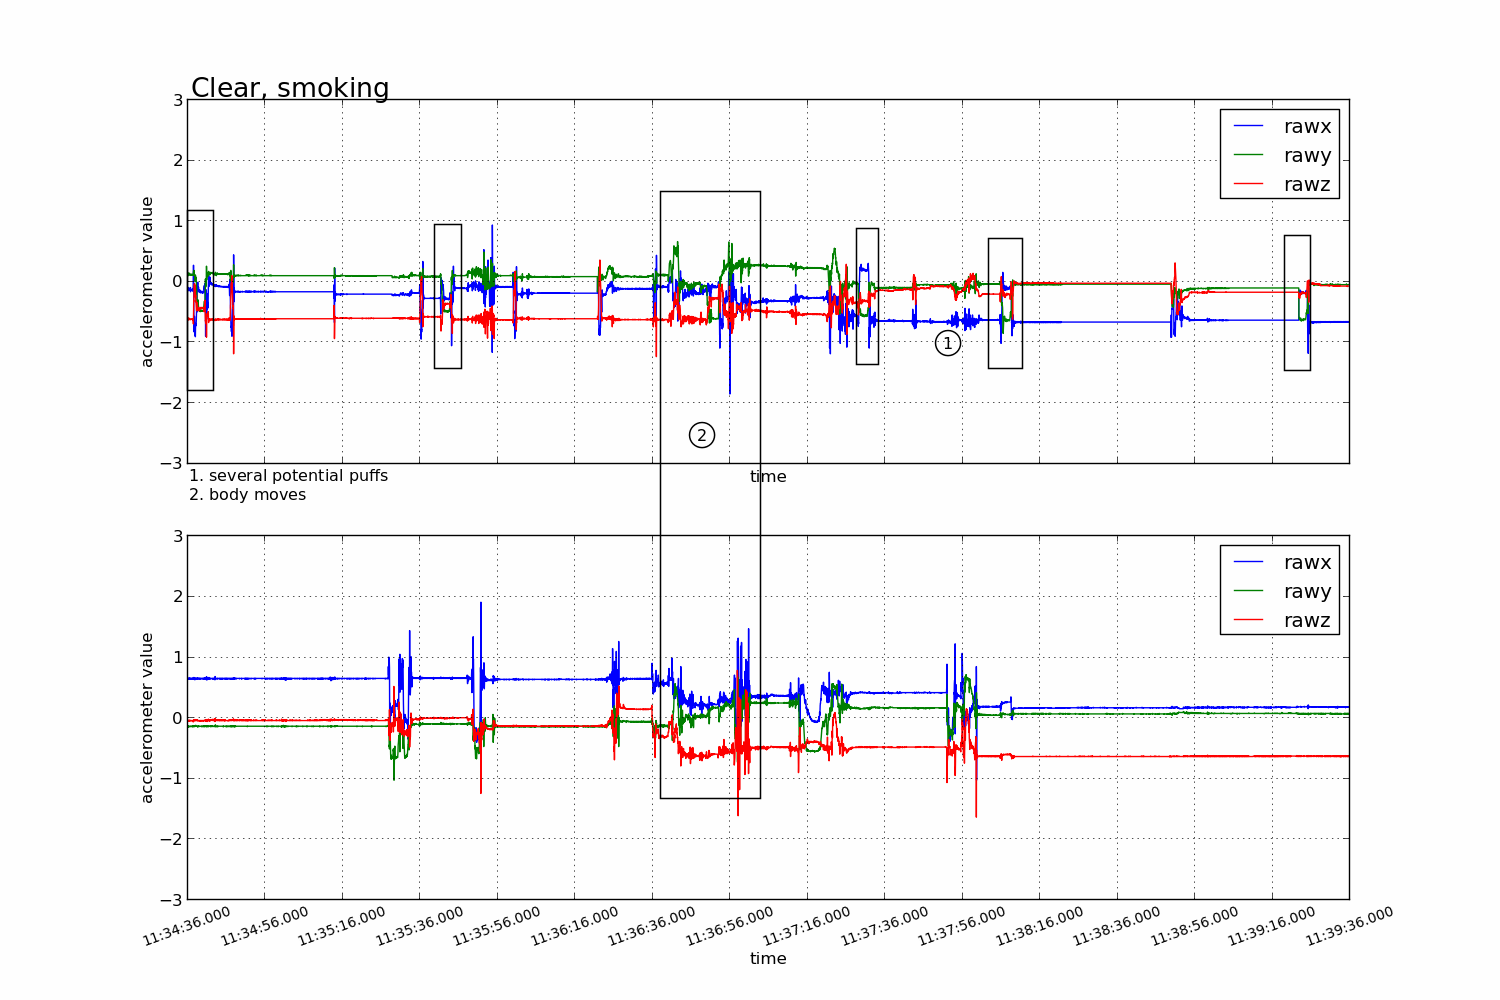 Clear, smoking
3
2
1
0
−1
−2
−3
accelerometer value
rawx
rawy
rawz
1
2
time
1. several potential puffs
2. body moves
3
2
1
0
−1
−2
−3
accelerometer value
rawx
rawy
rawz
11:34:36.000
11:34:56.000
11:35:16.000
11:35:36.000
11:35:56.000
11:36:16.000
11:36:36.000
11:36:56.000
11:37:16.000
11:37:36.000
11:37:56.000
11:38:16.000
11:38:36.000
11:38:56.000
11:39:16.000
11:39:36.000
time